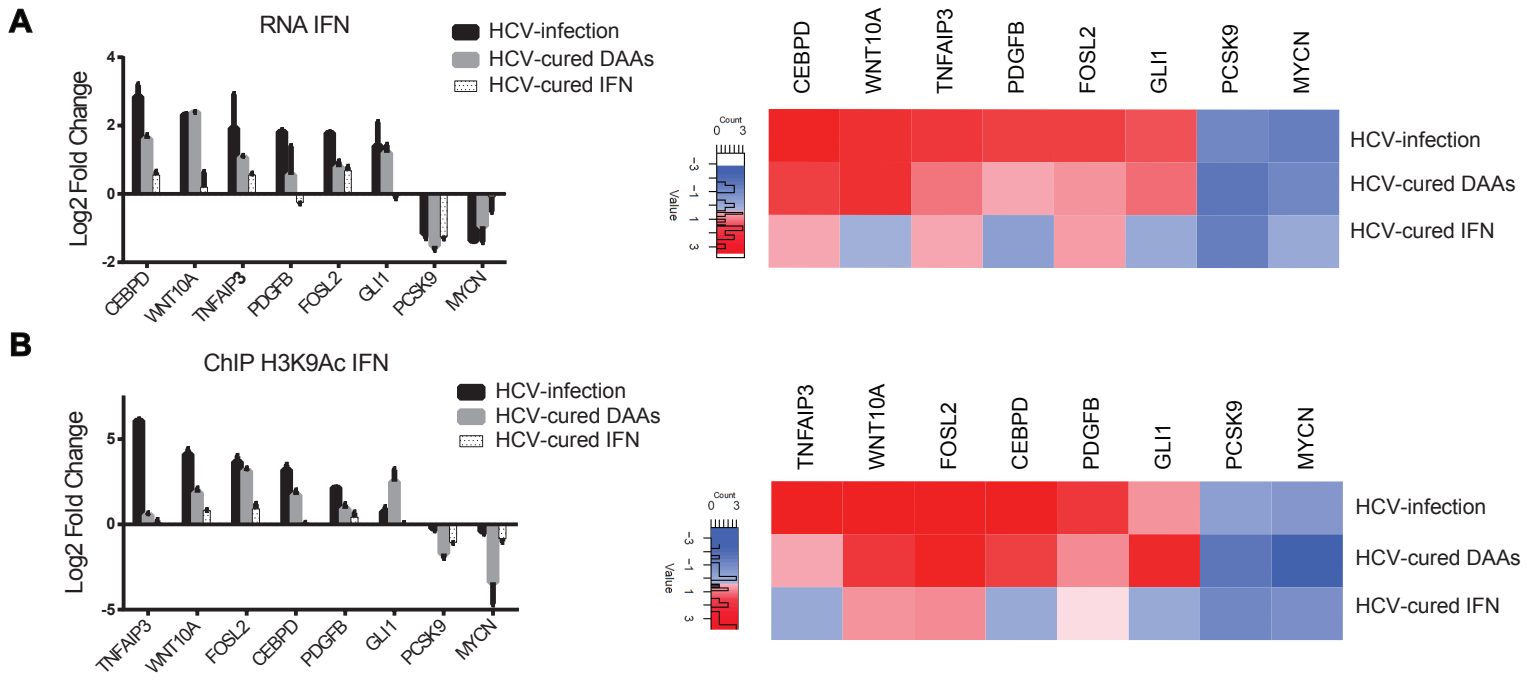 A
RNA IFN
HCV-infection
HCV-cured DAAs
HCV-cured IFN
Log2 Fold Change
4
2
0
-2
CEBPD
WNT10A
TNFAIP3
PDGFB
FOSL2
GLI1
PCSK9
MYCN
CEBPD
WNT10A
TNFAIP3
PDGFB
FOSL2
GLI1
PCSK9
MYCN
Count
0 3
-3
-1
1
3
Value
HCV-infection
HCV-cured DAAs
HCV-cured IFN
B
ChIP H3K9Ac IFN
HCV-infection
HCV-cured DAAs
HCV-cured IFN
Log2 Fold Change
5
0
-5
TNFAIP3
WNT10A
FOSL2
CEBPD
PDGFB
GLI1
PCSK9
MYCN
TNFAIP3
WNT10A
FOSL2
CEBPD
PDGFB
GLI1
PCSK9
MYCN
Count
0 3
-3
-1
1
3
Value
HCV-infection
HCV-cured DAAs
HCV-cured IFN